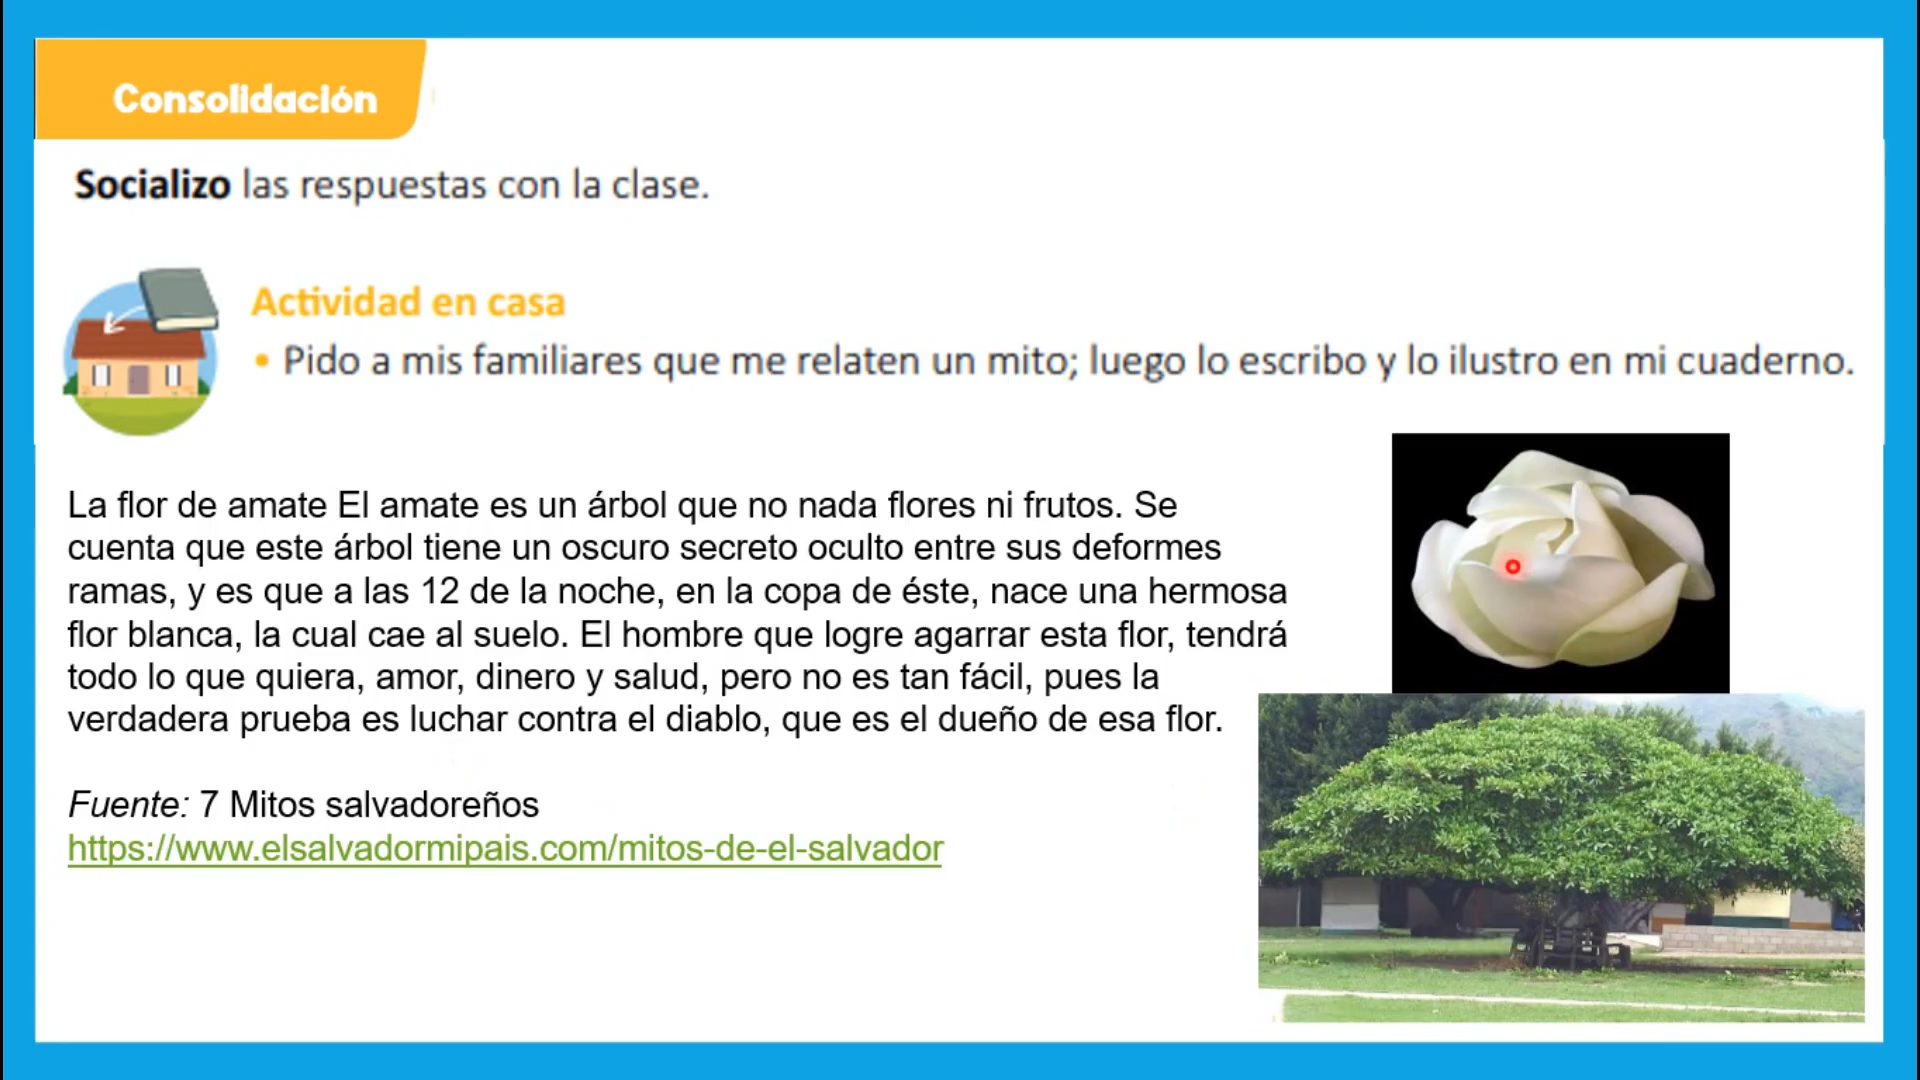 Consolidación
Socializo las respuestas con la clase.
Actividad en casa
• Pido a mis familiares que me relaten un mito; luego lo escribo y lo ilustro en mi cuaderno.
La flor de amate El amate es un árbol que no nada flores ni frutos. Se
cuenta que este árbol tiene un oscuro secreto oculto entre sus deformes
ramas, y es que a las 12 de la noche, en la copa de éste, nace una hermosa
flor blanca, la cual cae al suelo. El hombre que logre agarrar esta flor, tendrá
todo lo que quiera, amor, dinero y salud, pero no es tan fácil, pues la
verdadera prueba es luchar contra el diablo, que es el dueño de esa flor.
Fuente: 7 Mitos salvadoreños
https://www.elsalvadormipais.com/mitos-de-el-salvador